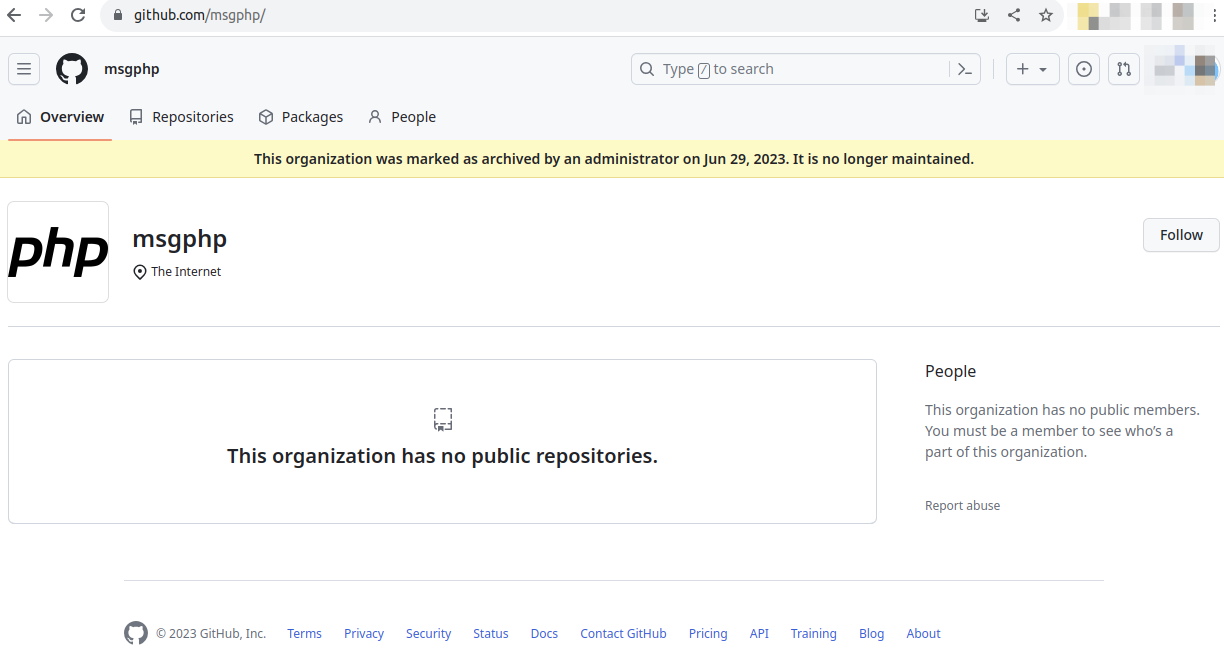 github.com/msgphp/
msgphp
Type / to search
Overview
Repositories
Packages
People
This organization was marked as archived by an administrator on Jun 29, 2023. It is no longer maintained.
php
msgphp
The Internet
Follow
This organization has no public repositories.
People
This organization has no public members.
You must be a member to see who’s a
part of this organization.
Report abuse
© 2023 GitHub, Inc.
Terms
Privacy
Security
Status
Docs
Contact GitHub
Pricing
API
Training
Blog
About